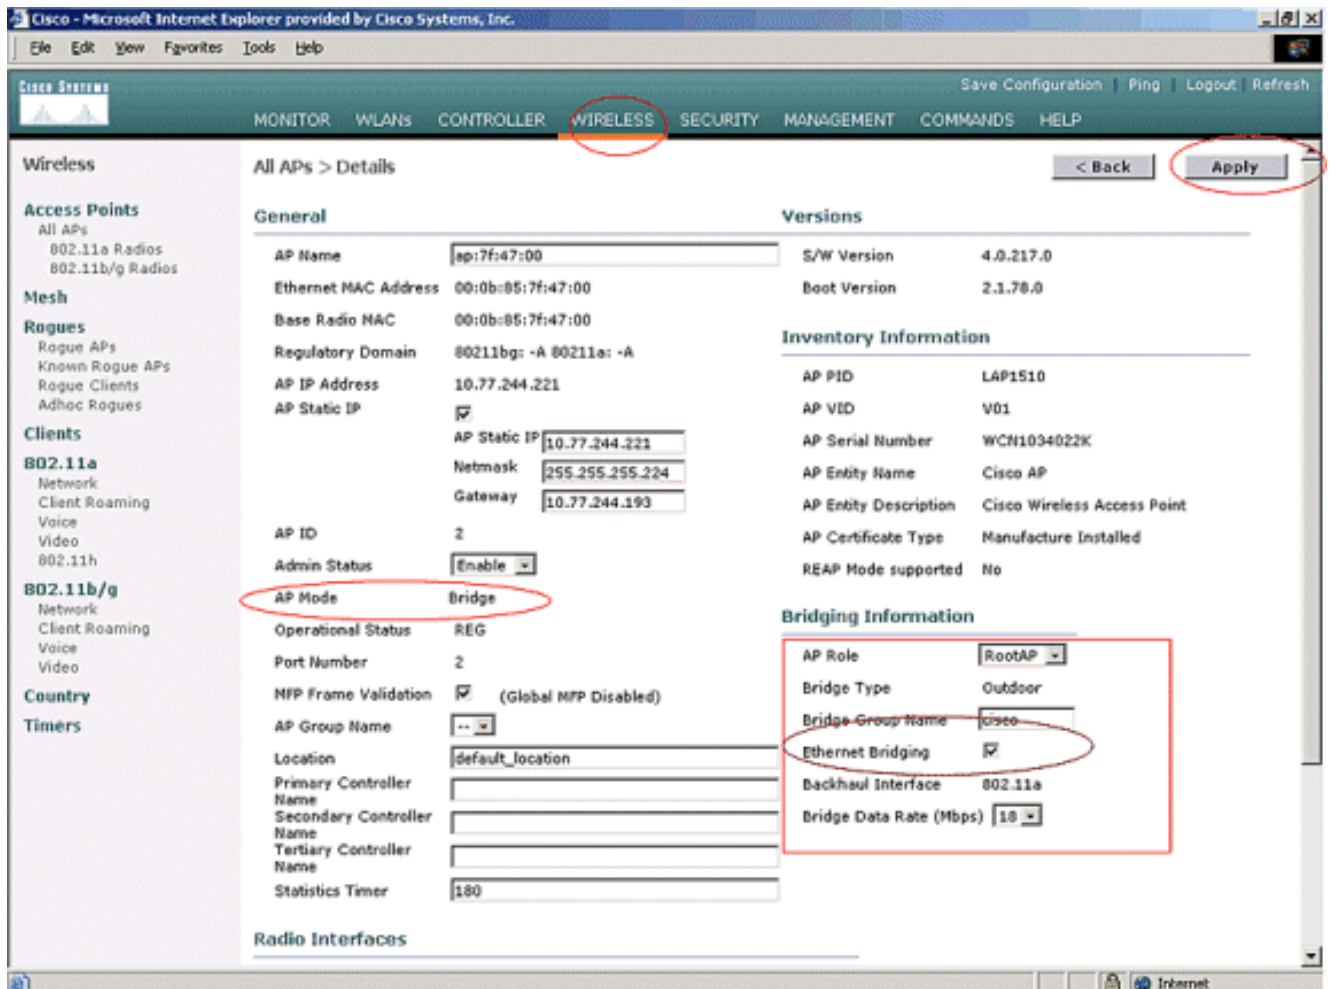 Cisco - Microsoft Internet Explorer provided by Cisco Systems, Inc.
File Edit View Favorites Tools Help
Cisco Systems
Save Configuration | Ping | Logout | Refresh
MONITOR WLANs CONTROLLER WIRELESS SECURITY MANAGEMENT COMMANDS HELP
Wireless
Access Points
All APs
802.11a Radios
802.11b/g Radios
Mesh
Rogues
Rogue APs
Known Rogue APs
Rogue Clients
Adhoc Rogues
Clients
802.11a
Network
Client Roaming
Voice
Video
802.11h
802.11b/g
Network
Client Roaming
Voice
Video
Country
Timers
All APs > Details
< Back Apply
General
AP Name ap:7f:47:00
Ethernet MAC Address 00:0b:85:7f:47:00
Base Radio MAC 00:0b:85:7f:47:00
Regulatory Domain 80211bg: -A 80211a: -A
AP IP Address 10.77.244.221
AP Static IP
AP Static IP 10.77.244.221
Netmask 255.255.255.224
Gateway 10.77.244.193
AP ID 2
Admin Status Enable
AP Mode Bridge
Operational Status REG
Port Number 2
MFP Frame Validation (Global MFP Disabled)
AP Group Name --
Location default_location
Primary Controller
Name
Secondary Controller
Name
Tertiary Controller
Name
Statistics Timer 180
Radio Interfaces
Versions
S/W Version 4.0.217.0
Boot Version 2.1.78.0
Inventory Information
AP PID LAP1510
AP VID V01
AP Serial Number WCN1034022K
AP Entity Name Cisco AP
AP Entity Description Cisco Wireless Access Point
AP Certificate Type Manufacture Installed
REAP Mode supported No
Bridging Information
AP Role RootAP
Bridge Type Outdoor
Bridge Group Name cisco
Ethernet Bridging
Backhaul Interface 802.11a
Bridge Data Rate (Mbps) 18
Internet